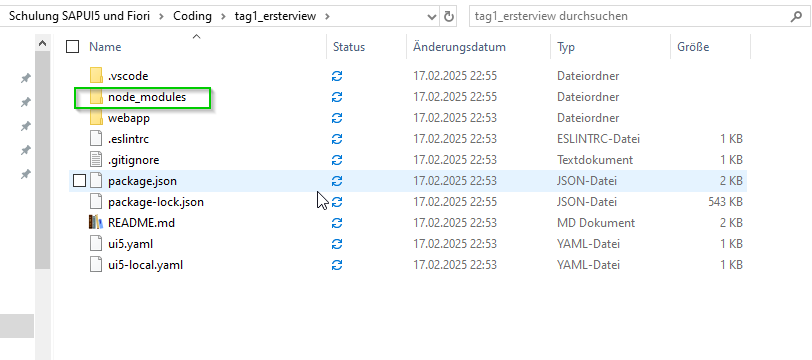 Schulung SAPUI5 und Fiori > Coding > tag1_ersterview > tag1_ersterview durchsuchen
Name Status Änderungsdatum Typ Größe
.vscode 17.02.2025 22:55 Dateiordner
node_modules 17.02.2025 22:55 Dateiordner
webapp 17.02.2025 22:53 Dateiordner
.eslintrc 17.02.2025 22:53 ESLINTRC-Datei 1 KB
.gitignore 17.02.2025 22:53 Textdokument 1 KB
package.json 17.02.2025 22:53 JSON-Datei 2 KB
package-lock.json 17.02.2025 22:55 JSON-Datei 543 KB
README.md 17.02.2025 22:53 MD Dokument 2 KB
ui5.yaml 17.02.2025 22:53 YAML-Datei 1 KB
ui5-local.yaml 17.02.2025 22:53 YAML-Datei 1 KB